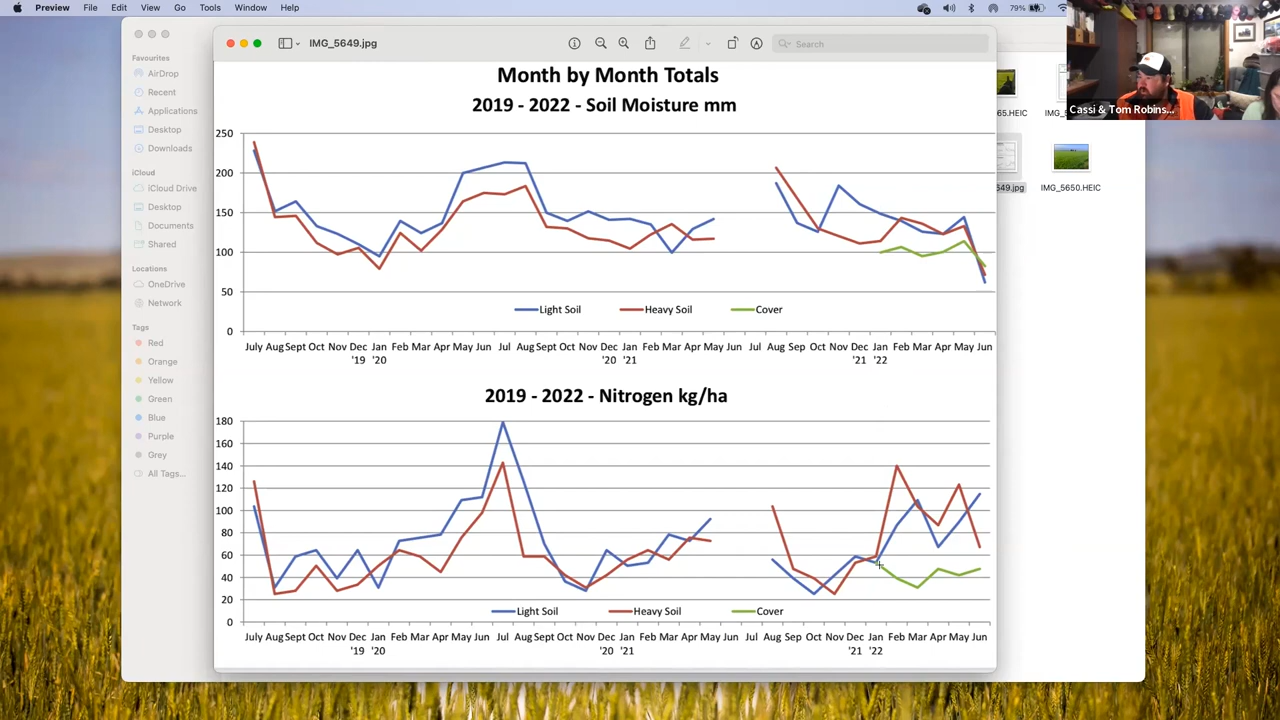 Preview File Edit View Go Tools Window Help 79%
IMG_5649.jpg
Search
Favourites
AirDrop
Recent
Applications
Desktop
Downloads
iCloud
iCloud Drive
Desktop
Documents
Shared
Locations
OneDrive
Network
Tags
Red
Orange
Yellow
Green
Blue
Purple
Grey
All Tags...
Month by Month Totals
2019 - 2022 - Soil Moisture mm
250
200
150
100
50
0
Light Soil Heavy Soil Cover
July Aug Sept Oct Nov Dec Jan Feb Mar Apr May Jun Jul Aug Sept Oct Nov Dec Jan Feb Mar Apr May Jun Jul Aug Sep Oct Nov Dec Jan Feb Mar Apr May Jun
'19 '20 '20 '21 '21 '22
2019 - 2022 - Nitrogen kg/ha
180
160
140
120
100
80
60
40
20
0
Light Soil Heavy Soil Cover
July Aug Sept Oct Nov Dec Jan Feb Mar Apr May Jun Jul Aug Sept Oct Nov Dec Jan Feb Mar Apr May Jun Jul Aug Sep Oct Nov Dec Jan Feb Mar Apr May Jun
'19 '20 '20 '21 '21 '22
Cassi & Tom Robins...
65.HEIC
649.jpg
IMG_5650.HEIC